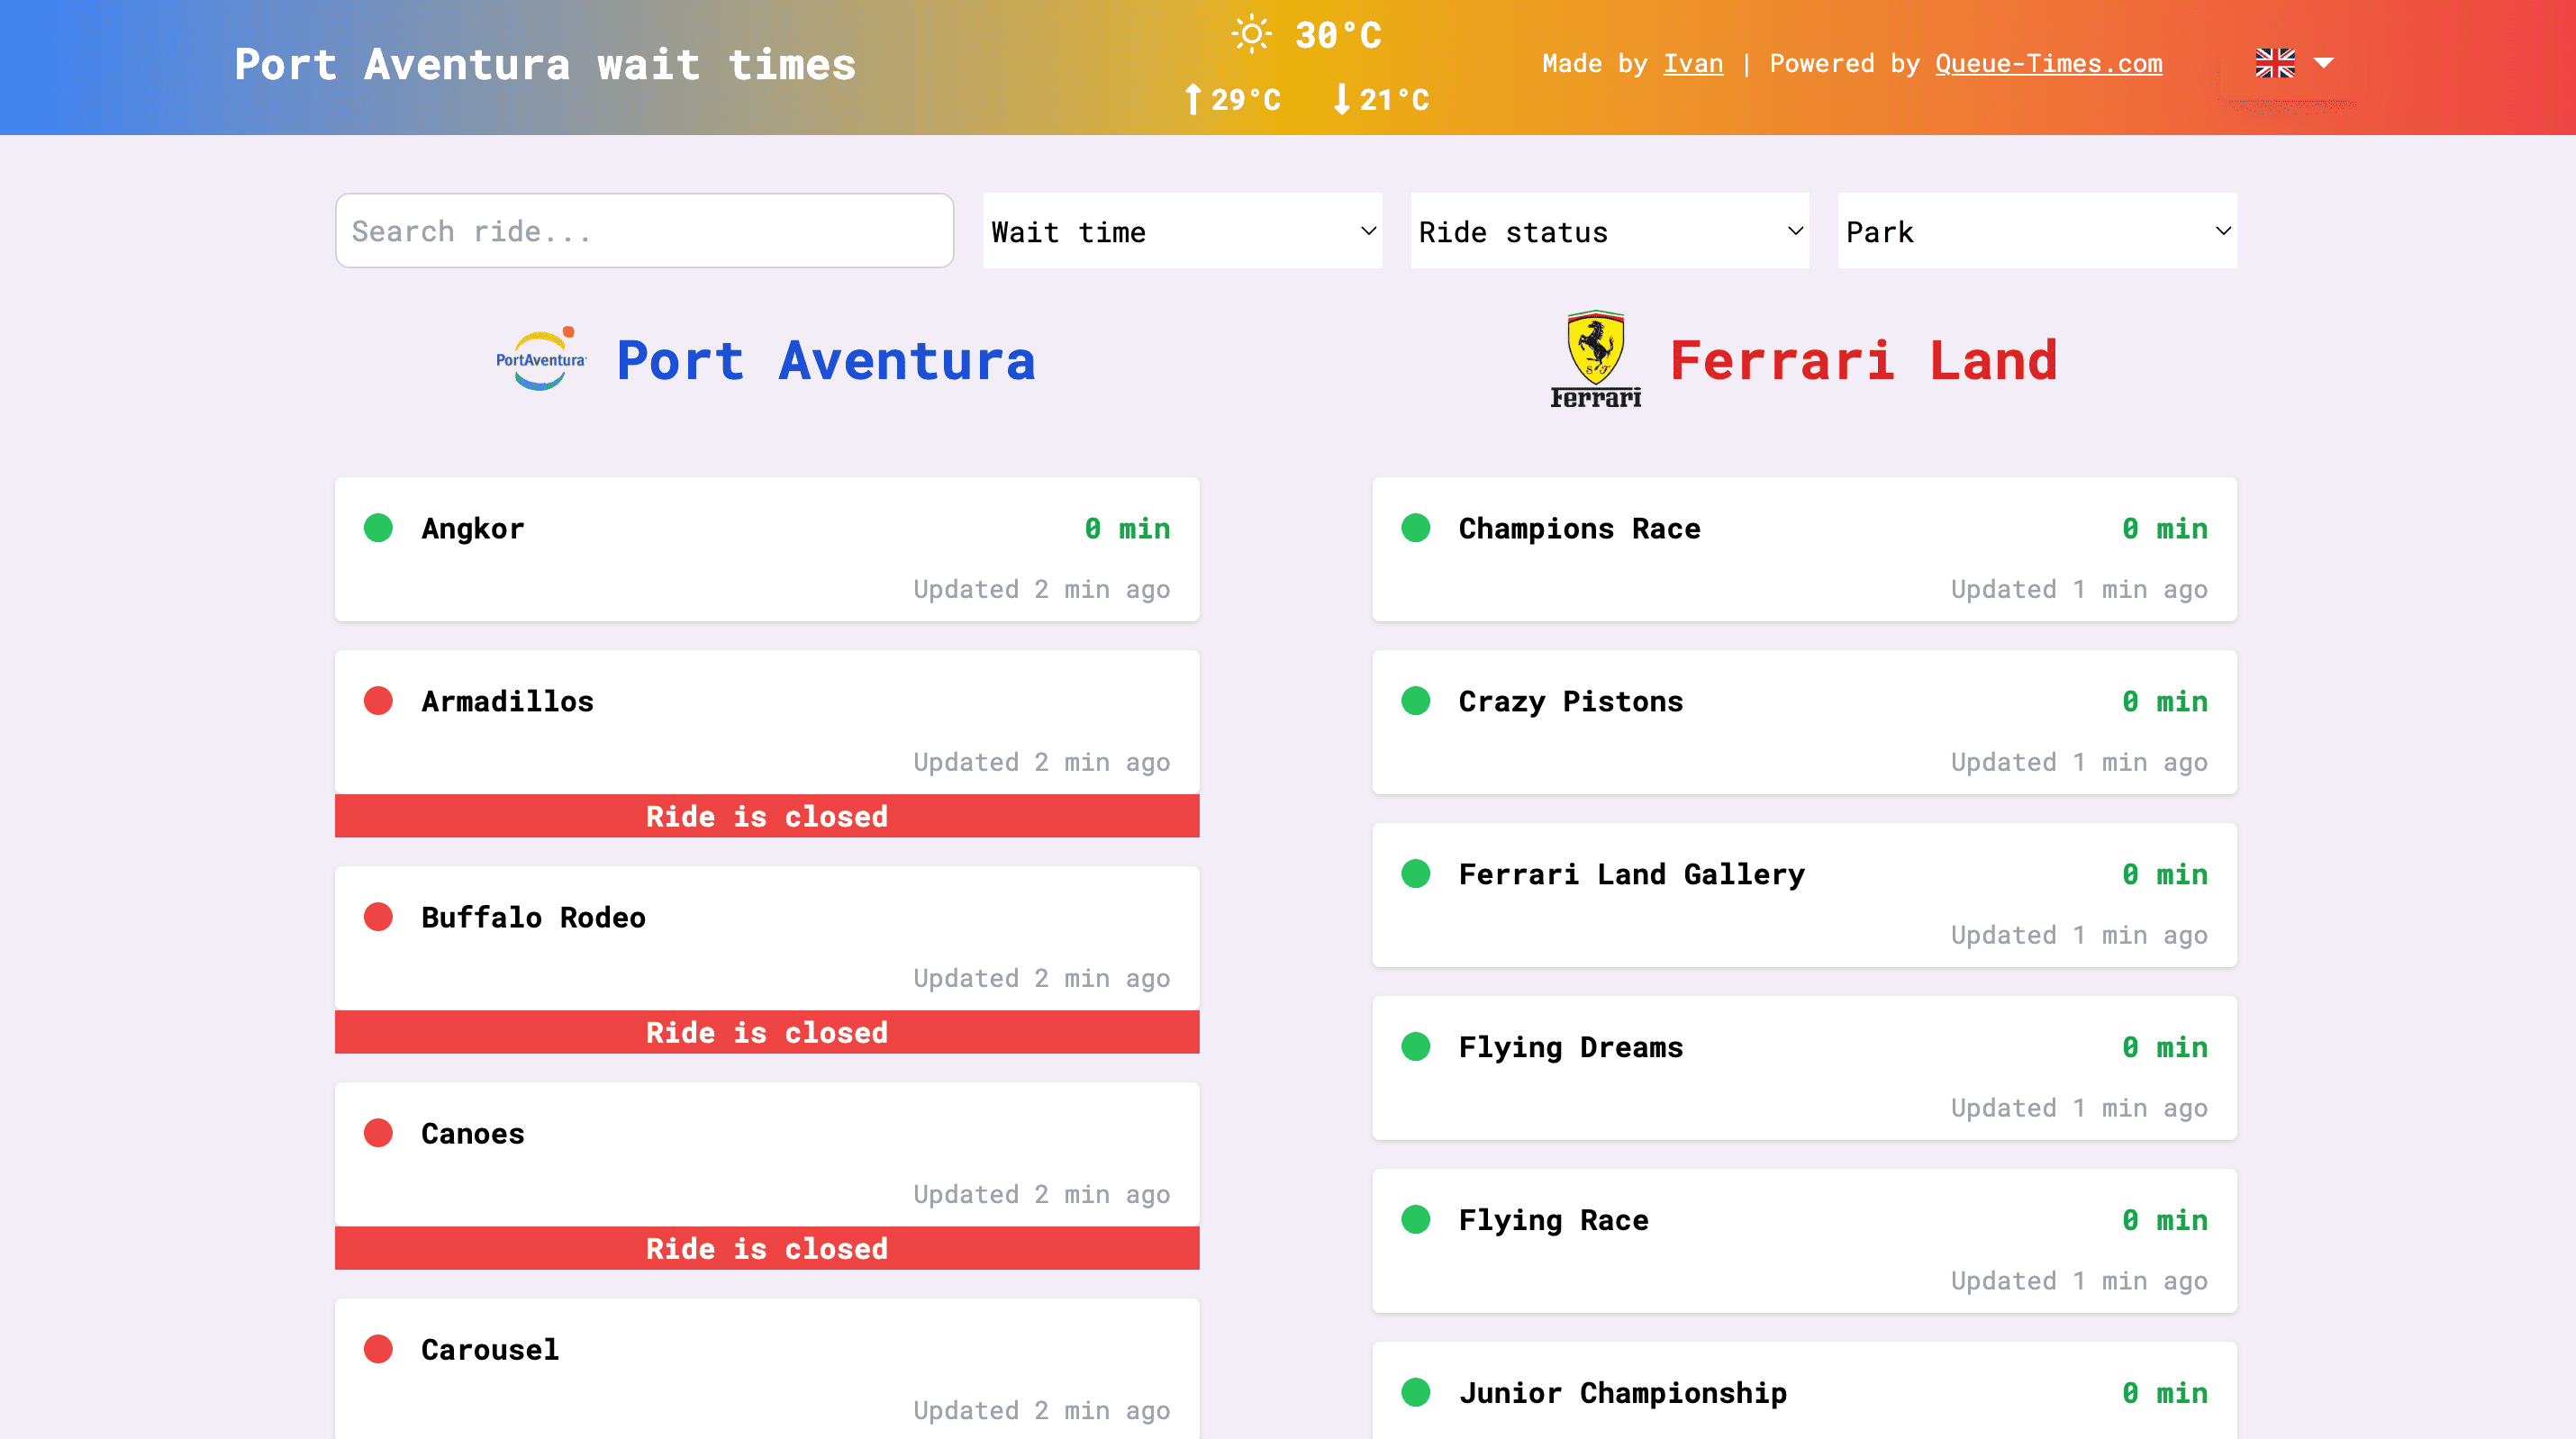 Port Aventura wait times
30°C
29°C 21°C
Made by Ivan | Powered by Queue-Times.com
Search ride...
Wait time
Ride status
Park
PortAventura
Port Aventura
S F
Ferrari
Ferrari Land
Angkor 0 min
Updated 2 min ago
Armadillos
Updated 2 min ago
Ride is closed
Buffalo Rodeo
Updated 2 min ago
Ride is closed
Canoes
Updated 2 min ago
Ride is closed
Carousel
Updated 2 min ago
Champions Race 0 min
Updated 1 min ago
Crazy Pistons 0 min
Updated 1 min ago
Ferrari Land Gallery 0 min
Updated 1 min ago
Flying Dreams 0 min
Updated 1 min ago
Flying Race 0 min
Updated 1 min ago
Junior Championship 0 min